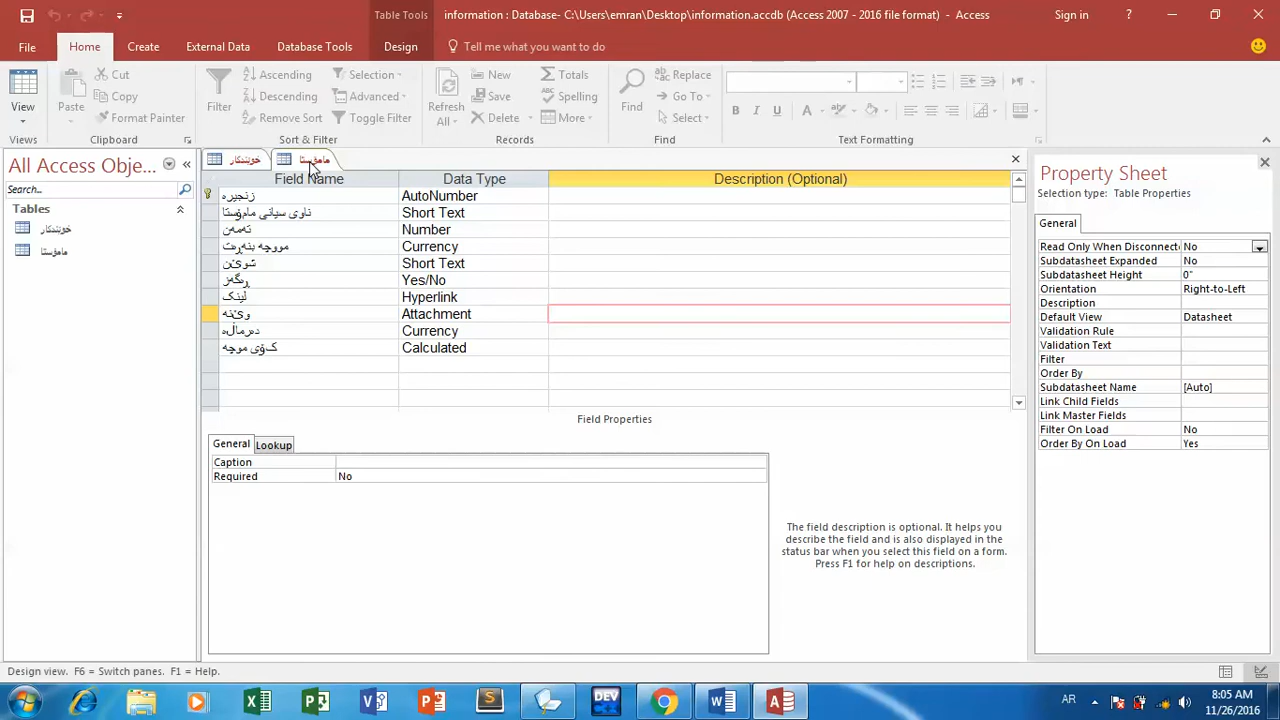 Table Tools
information : Database- C:\Users\emran\Desktop\information.accdb (Access 2007 - 2016 file format) - Access
Sign in
?
File
Home
Create
External Data
Database Tools
Design
Tell me what you want to do
View
Paste
Cut
Copy
Format Painter
Filter
Ascending
Descending
Remove Sort
Selection
Advanced
Toggle Filter
Refresh
All
New
Save
Delete
Totals
Spelling
More
Find
Replace
Go To
Select
B I U A
Views
Clipboard
Sort & Filter
Records
Find
Text Formatting
All Access Obje...
Search...
Tables
خوێندکار
مامۆستا
خوێندکار
مامۆستا
Field Name Data Type Description (Optional)
زنجیرە AutoNumber
ناوی سیانی مامۆستا Short Text
تەمەن Number
مووچە بنەڕەت Currency
شوێن Short Text
ڕەگەز Yes/No
لینک Hyperlink
وێنە Attachment
دەرماڵە Currency
کۆی موچە Calculated
Field Properties
General Lookup
Caption
Required No
The field description is optional. It helps you
describe the field and is also displayed in the
status bar when you select this field on a form.
Press F1 for help on descriptions.
Property Sheet
Selection type: Table Properties
General
Read Only When Disconnecte No
Subdatasheet Expanded No
Subdatasheet Height 0"
Orientation Right-to-Left
Description
Default View Datasheet
Validation Rule
Validation Text
Filter
Order By
Subdatasheet Name [Auto]
Link Child Fields
Link Master Fields
Filter On Load No
Order By On Load Yes
Design view. F6 = Switch panes. F1 = Help.
DEV
AR
8:05 AM
11/26/2016